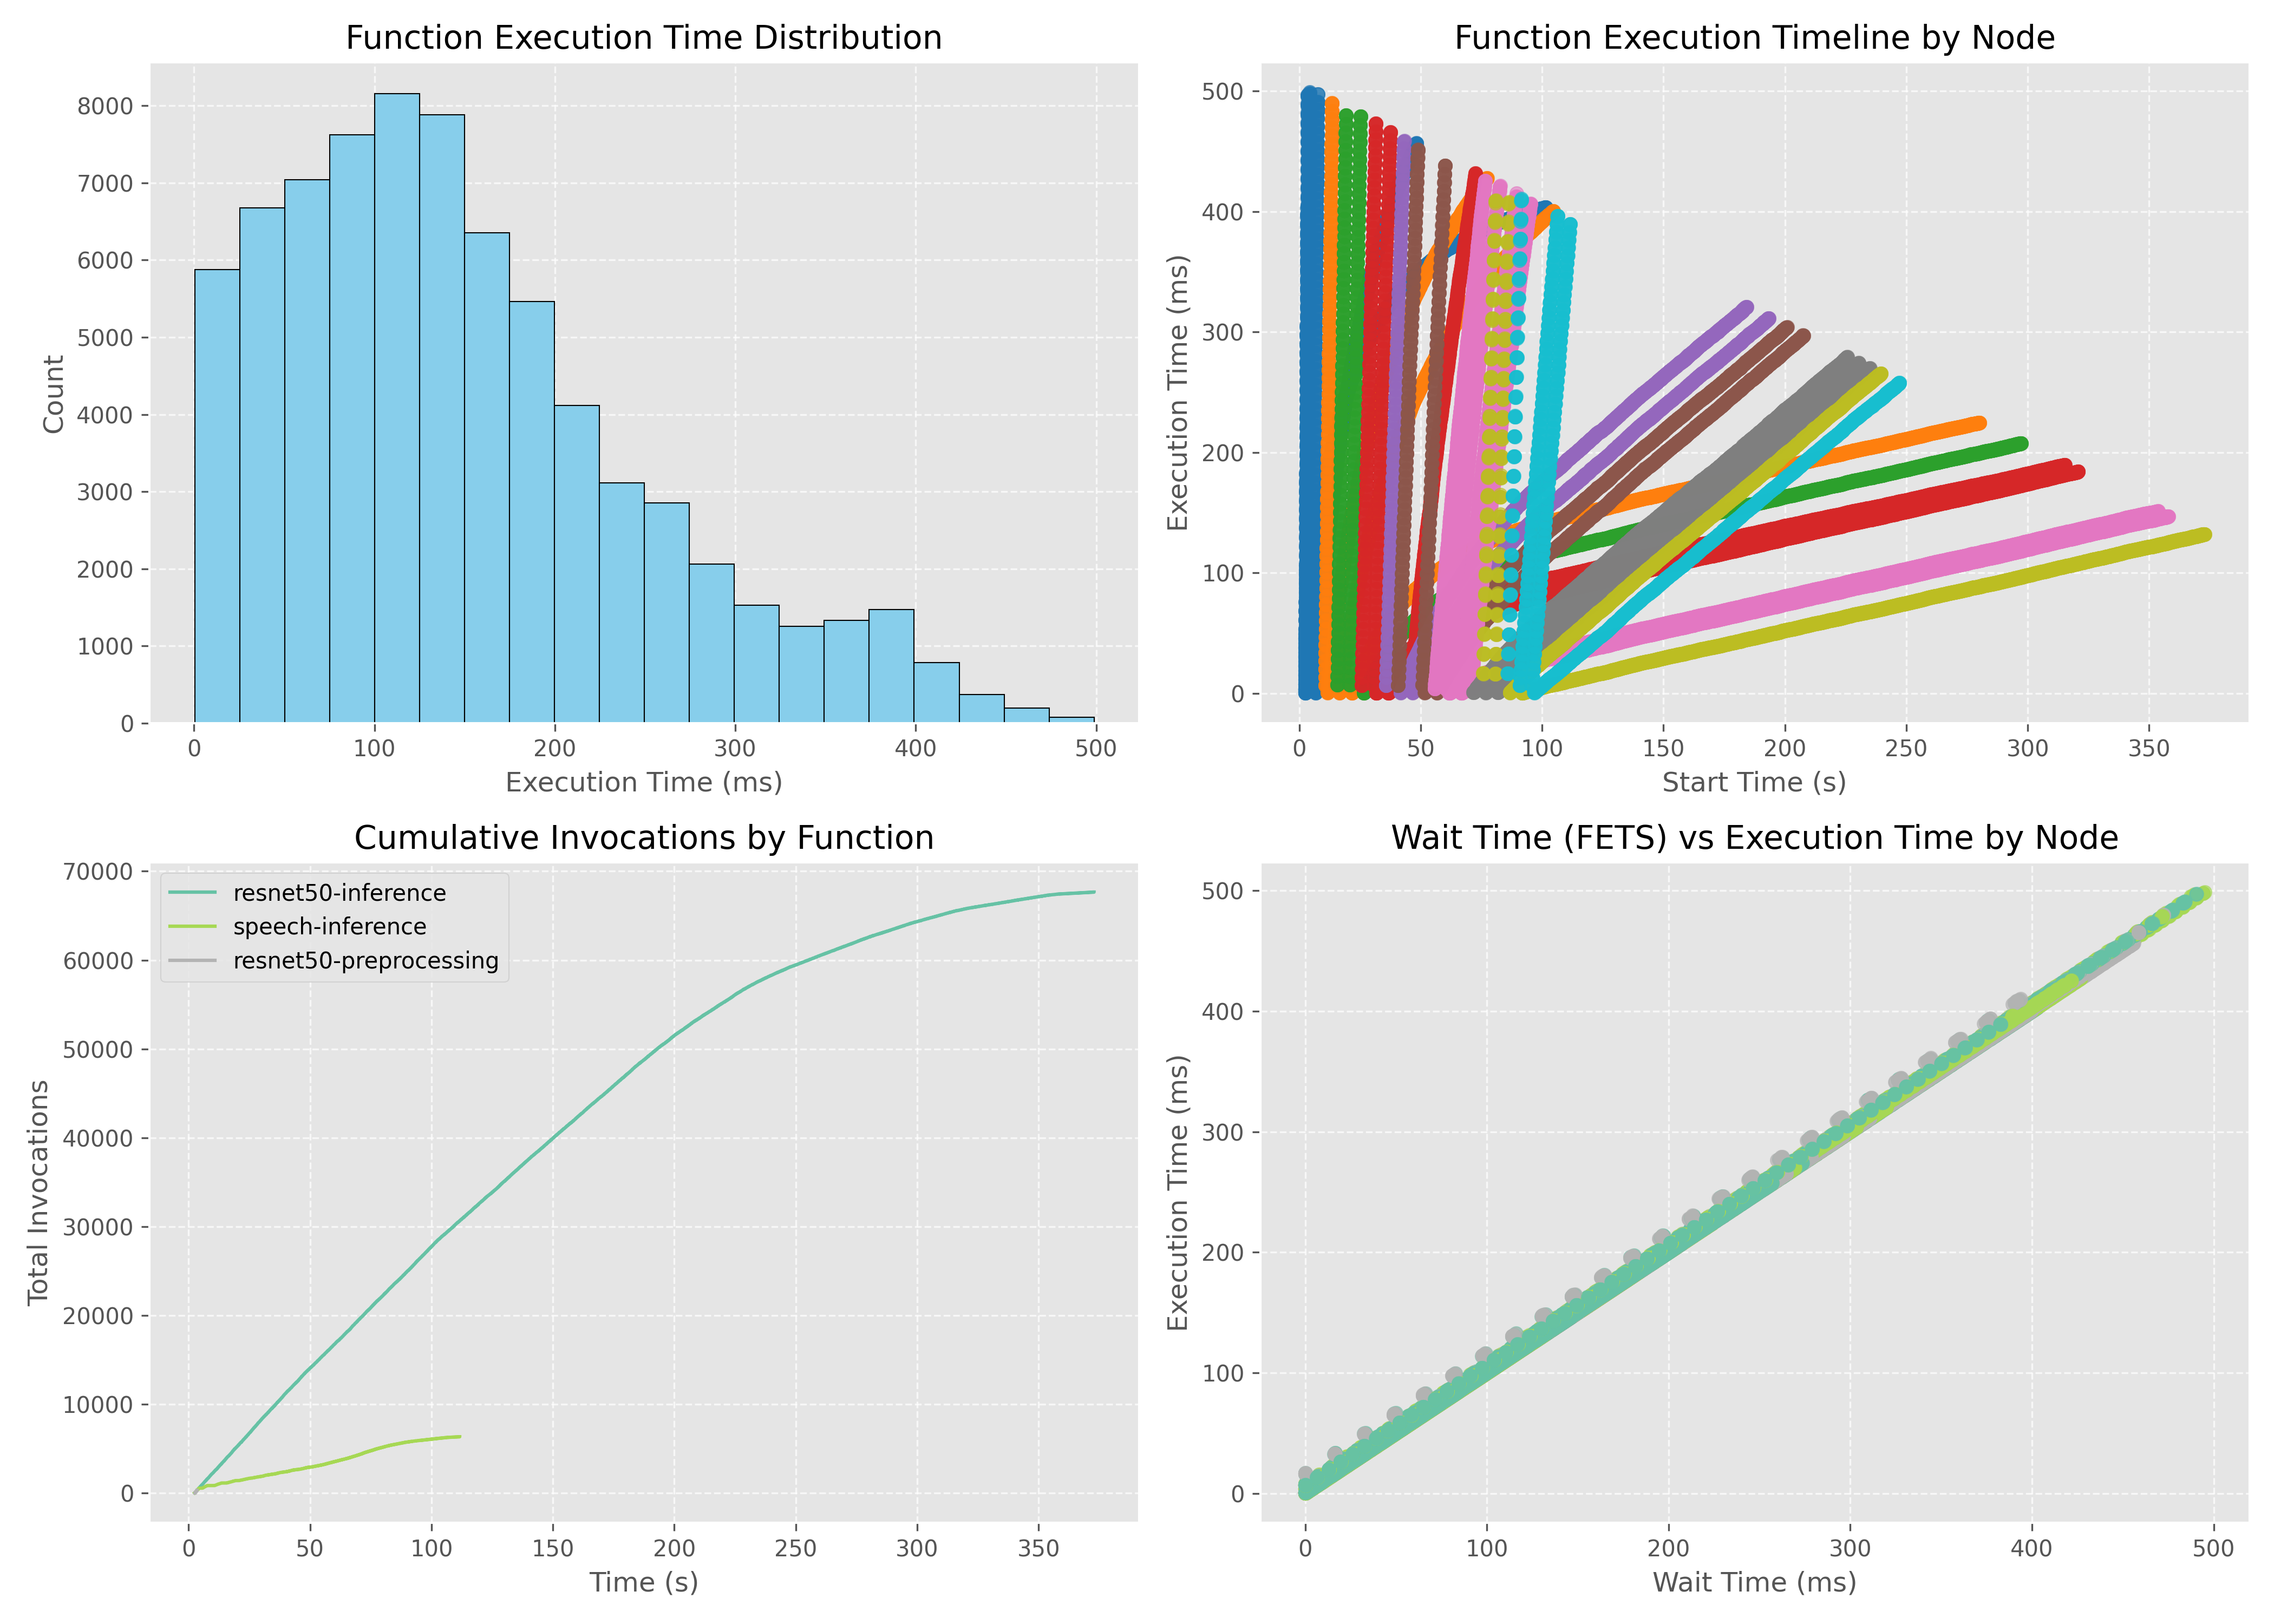 Function Execution Time Distribution
Count
8000
7000
6000
5000
4000
3000
2000
1000
0
0 100 200 300 400 500
Execution Time (ms)
Function Execution Timeline by Node
Execution Time (ms)
500
400
300
200
100
0
0 50 100 150 200 250 300 350
Start Time (s)
Cumulative Invocations by Function
Total Invocations
70000
60000
50000
40000
30000
20000
10000
0
resnet50-inference
speech-inference
resnet50-preprocessing
0 50 100 150 200 250 300 350
Time (s)
Wait Time (FETS) vs Execution Time by Node
Execution Time (ms)
500
400
300
200
100
0
0 100 200 300 400 500
Wait Time (ms)